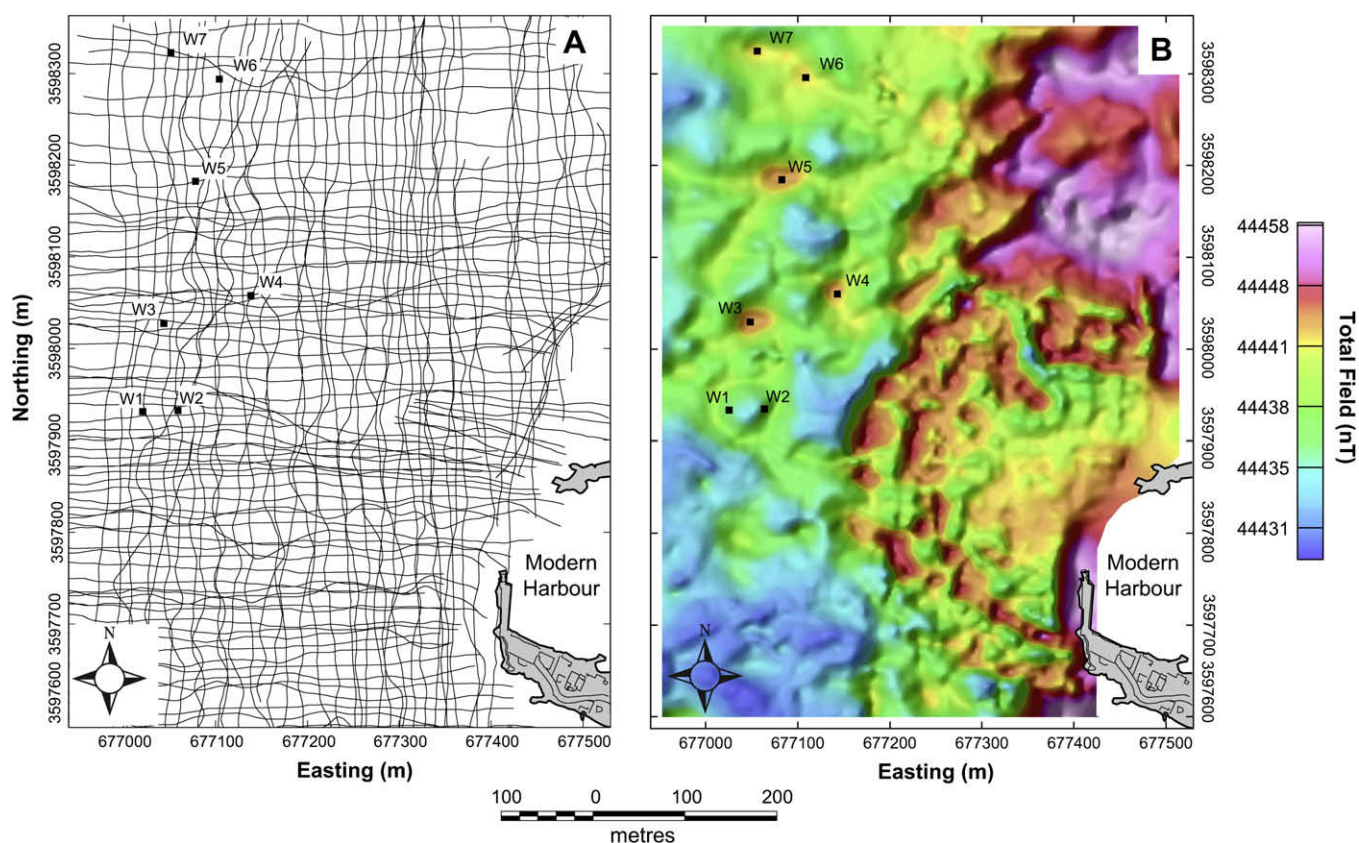 A
W7
W6
W5
W4
W3
W1
W2
Modern
Harbour
N
3598300
3598200
3598100
3598000
3597900
3597800
3597700
3597600
Northing (m)
677000 677100 677200 677300 677400 677500
Easting (m)
B
W7
W6
W5
W4
W3
W1
W2
Modern
Harbour
N
3598300
3598200
3598100
3598000
3597900
3597800
3597700
3597600
677000 677100 677200 677300 677400 677500
Easting (m)
44458
44448
44441
44438
44435
44431
Total Field (nT)
100 0 100 200
metres